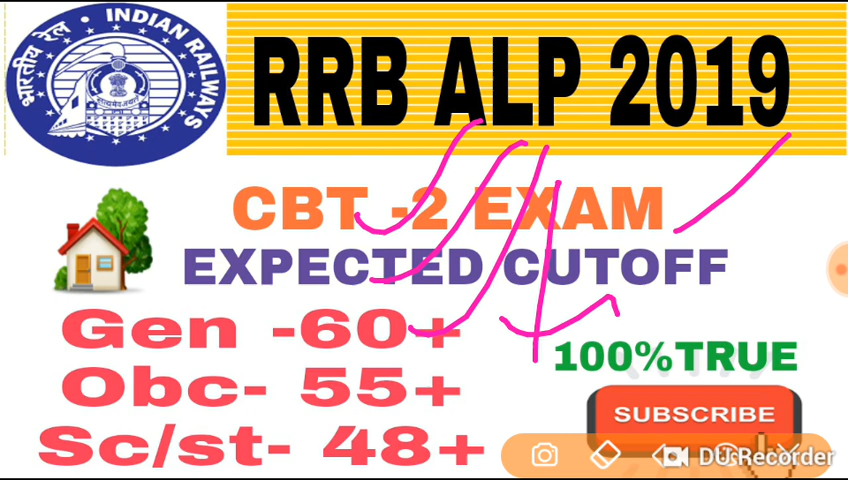 भारतीय रेल • INDIAN RAILWAYS
RRB ALP 2019
CBT -2 EXAM
EXPECTED CUTOFF
Gen -60+
Obc- 55+
Sc/st- 48+
100%TRUE
SUBSCRIBE
DU Recorder